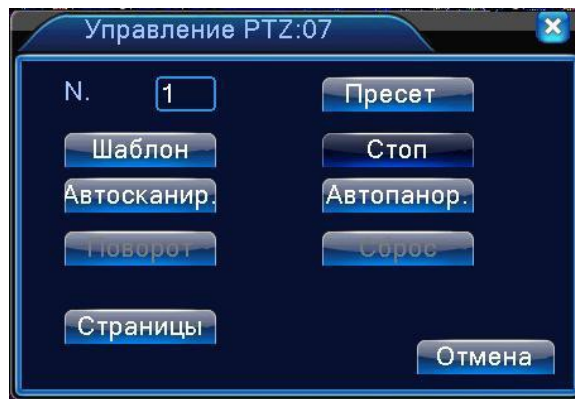 Управление PTZ:07
N. 1 Пресет
Шаблон Стоп
Автосканир. Автопанор.
Поворот Сброс
Страницы
Отмена